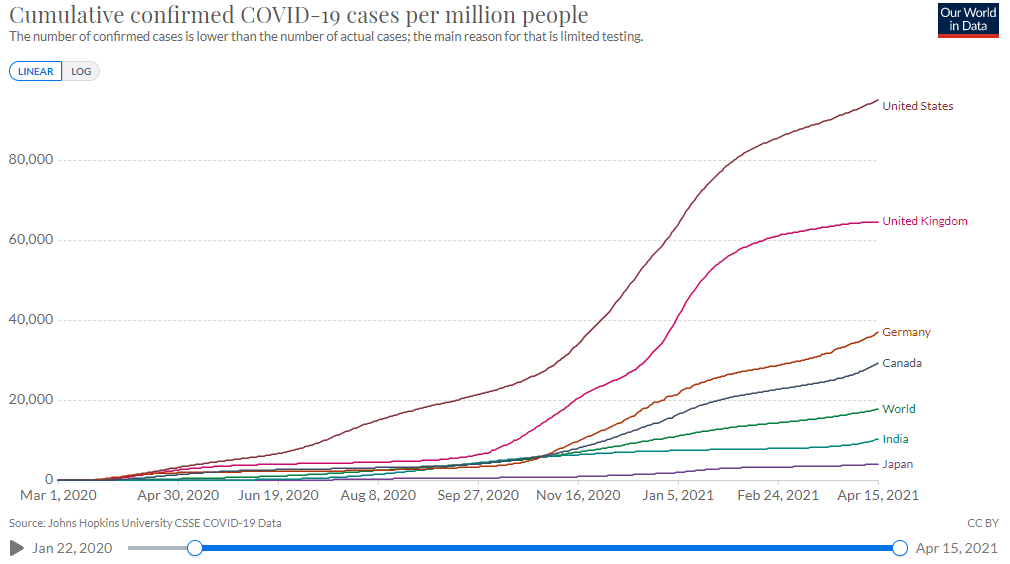 Cumulative confirmed COVID-19 cases per million people
The number of confirmed cases is lower than the number of actual cases; the main reason for that is limited testing.
Our World
in Data
LINEAR LOG
United States
80,000
United Kingdom
60,000
40,000
Germany
Canada
20,000
World
India
Japan
0
Mar 1, 2020 Apr 30, 2020 Jun 19, 2020 Aug 8, 2020 Sep 27, 2020 Nov 16, 2020 Jan 5, 2021 Feb 24, 2021 Apr 15, 2021
Source: Johns Hopkins University CSSE COVID-19 Data CC BY
Jan 22, 2020 Apr 15, 2021